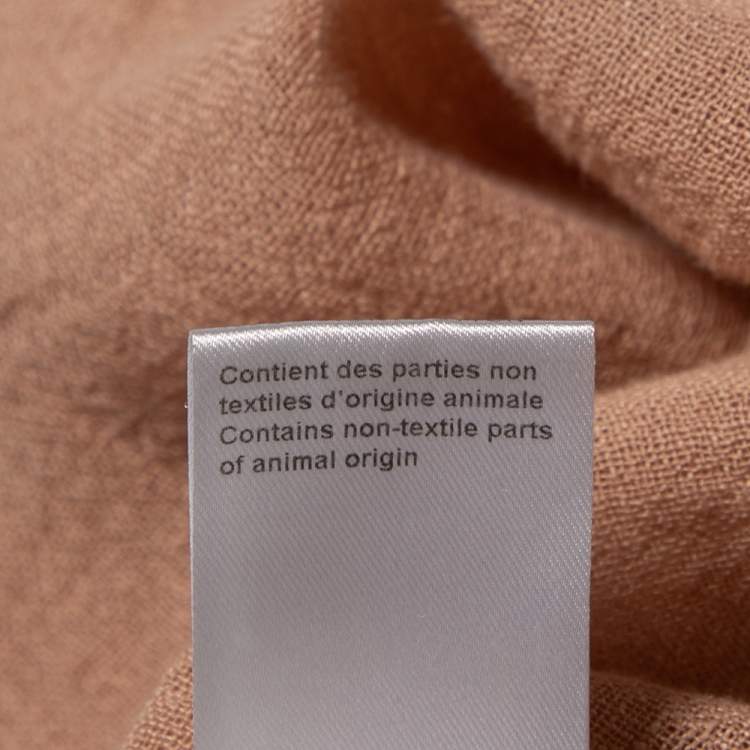 Contient des parties non
textiles d'origine animale
Contains non-textile parts
of animal origin